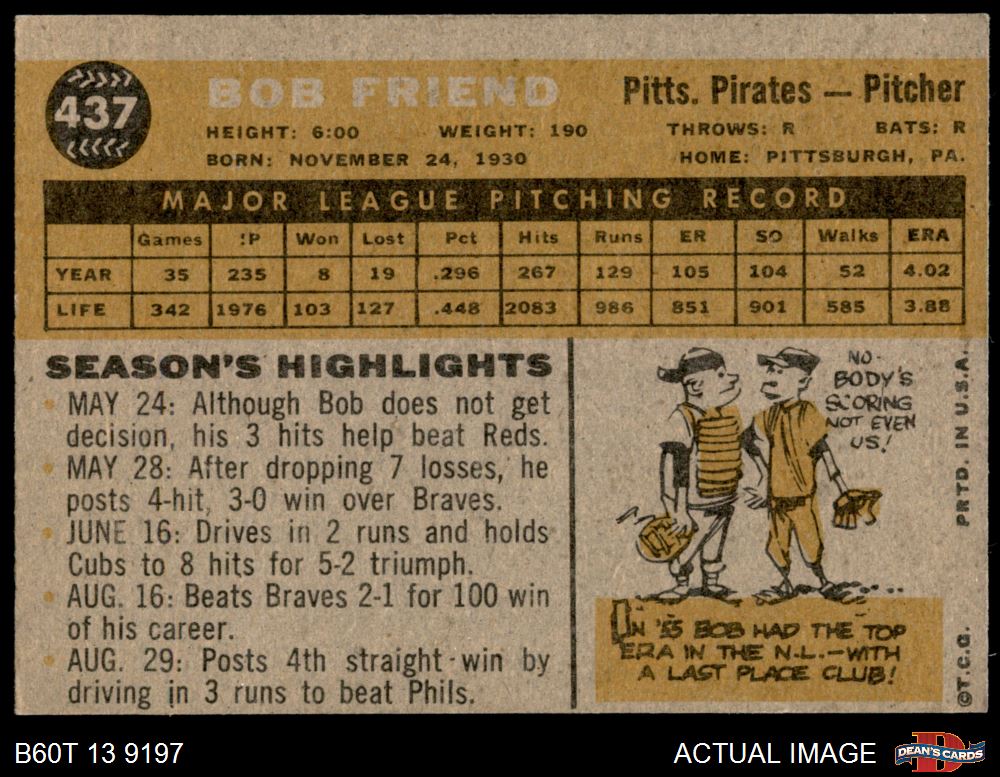 437
BOB FRIEND
Pitts. Pirates — Pitcher
HEIGHT: 6:00 WEIGHT: 190 THROWS: R BATS: R
BORN: NOVEMBER 24, 1930 HOME: PITTSBURGH, PA.
MAJOR LEAGUE PITCHING RECORD
Games IP Won Lost Pct Hits Runs ER SO Walks ERA
YEAR 35 235 8 19 .296 267 129 105 104 52 4.02
LIFE 342 1976 103 127 .448 2083 986 851 901 585 3.88
SEASON'S HIGHLIGHTS
• MAY 24: Although Bob does not get
decision, his 3 hits help beat Reds.
• MAY 28: After dropping 7 losses, he
posts 4-hit, 3-0 win over Braves.
• JUNE 16: Drives in 2 runs and holds
Cubs to 8 hits for 5-2 triumph.
• AUG. 16: Beats Braves 2-1 for 100 win
of his career.
• AUG. 29: Posts 4th straight win by
driving in 3 runs to beat Phils.
NO-
BODY'S
SCORING
NOT EVEN
US!
IN '55 BOB HAD THE TOP
ERA IN THE N.L.—WITH
A LAST PLACE CLUB!
©T.C.G. PRTD. IN U.S.A.
B60T 13 9197 ACTUAL IMAGE
DEAN'S CARDS